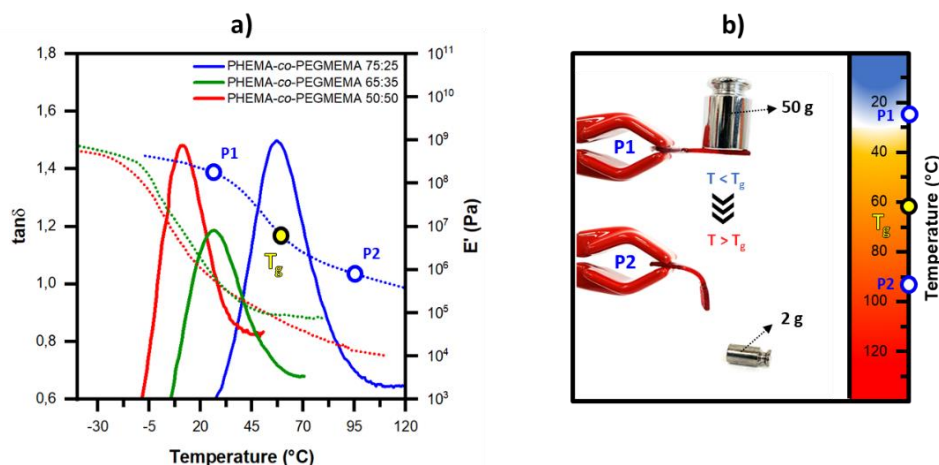 a)
b)
PHEMA-co-PEGMEMA 75:25
PHEMA-co-PEGMEMA 65:35
PHEMA-co-PEGMEMA 50:50
1,8
1,6
1,4
1,2
1,0
0,8
0,6
tanδ
P1
Tg
P2
10¹¹
10¹⁰
10⁹
10⁸
10⁷
10⁶
10⁵
10⁴
10³
E' (Pa)
-30 -5 20 45 70 95 120
Temperature (°C)
50 g
P1
T < Tg
T > Tg
P2
2 g
20
P1
40
60
Tg
80
P2
100
120
Temperature (°C)